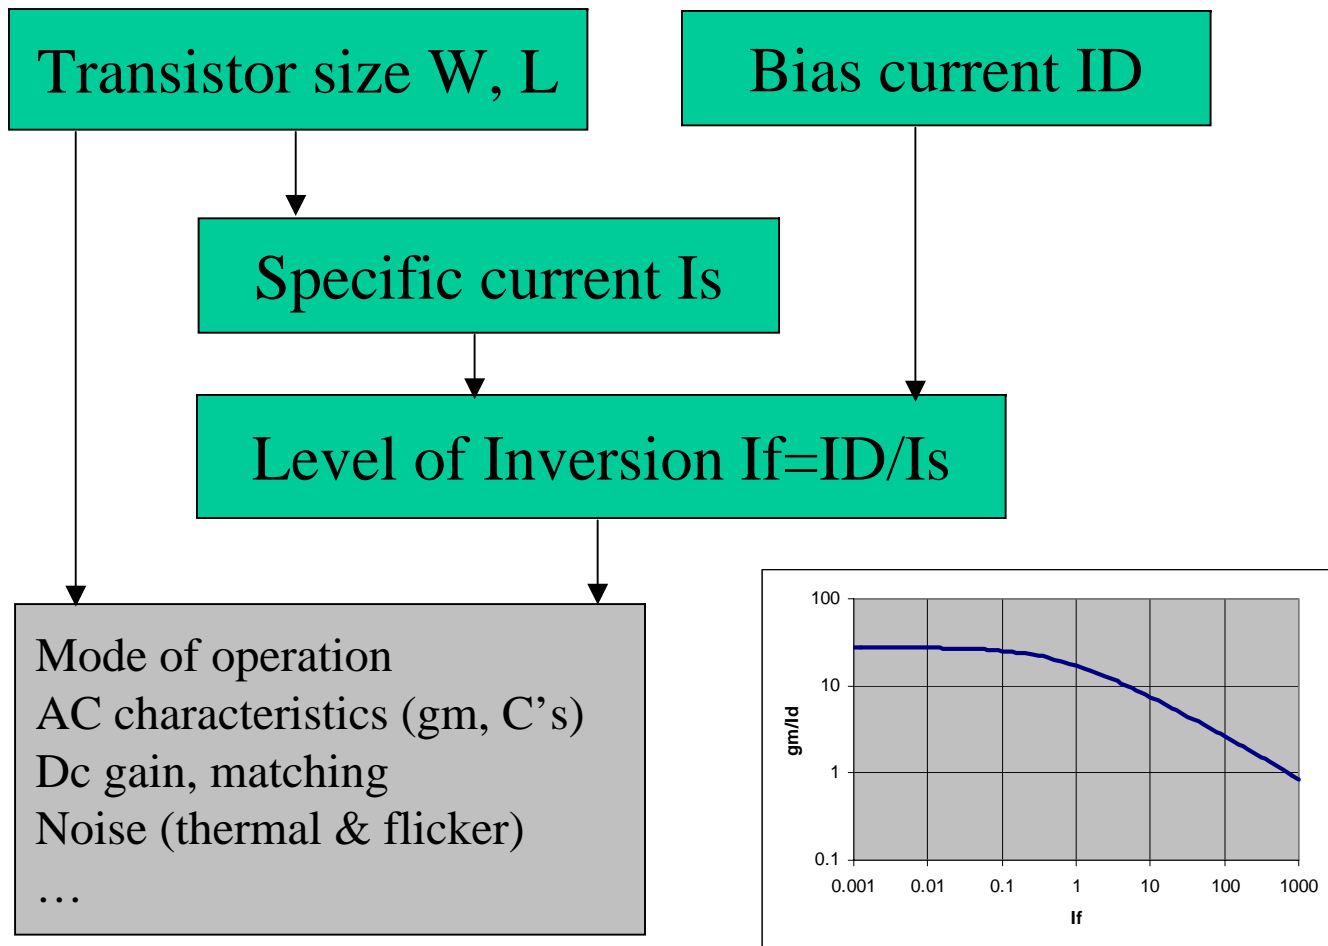 Transistor size W, L
Bias current ID
Specific current Is
Level of Inversion If=ID/Is
Mode of operation
AC characteristics (gm, C’s)
Dc gain, matching
Noise (thermal & flicker)
…
100
10
1
0.1
gm/Id
0.001 0.01 0.1 1 10 100 1000
If